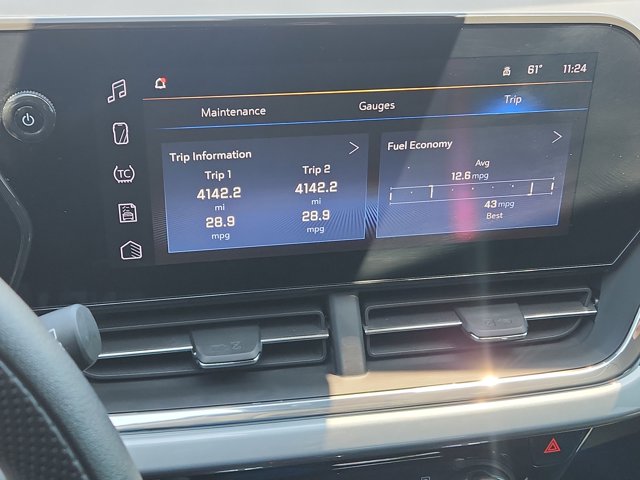 61° 11:24
Maintenance Gauges Trip
Trip Information
Trip 1 Trip 2
4142.2 4142.2
mi mi
28.9 28.9
mpg mpg
Fuel Economy
Avg
12.6 mpg
43 mpg
Best
TC